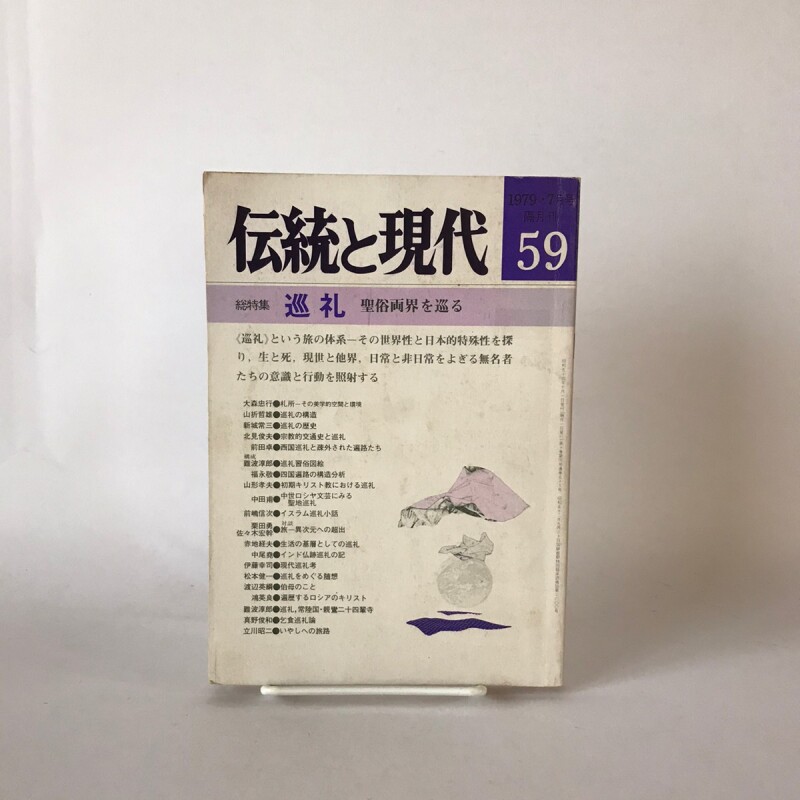 伝統と現代
1979・7月号
隔月刊
59
総特集 巡礼 聖俗両界を巡る
《巡礼》という旅の体系―その世界性と日本的特殊性を探
り，生と死，現世と他界，日常と非日常をよぎる無名者
たちの意識と行動を照射する
大森忠行●札所―その美学的空間と環境
山折哲雄●巡礼の構造
新城常三●巡礼の歴史
北見俊夫●宗教的交通史と巡礼
前田卓●西国巡礼と疎外された遍路たち
構成
難波淳郎●巡礼習俗図絵
福永敬●四国遍路の構造分析
山形孝夫●初期キリスト教における巡礼
中田甫●中世ロシヤ文芸にみる
聖地巡礼
前嶋信次●イスラム巡礼小話
対談
栗田勇
佐々木宏幹●旅―異次元への超出
赤地経夫●生活の基層としての巡礼
中尾堯●インド仏跡巡礼の記
伊藤幸司●現代巡礼考
松本健一●巡礼をめぐる随想
渡辺英綱●伯母のこと
鴻英良●遍歴するロシアのキリスト
難波淳郎●巡礼，常陸国・親鸞二十四輩寺
真野俊和●乞食巡礼論
立川昭二●いやしへの旅路